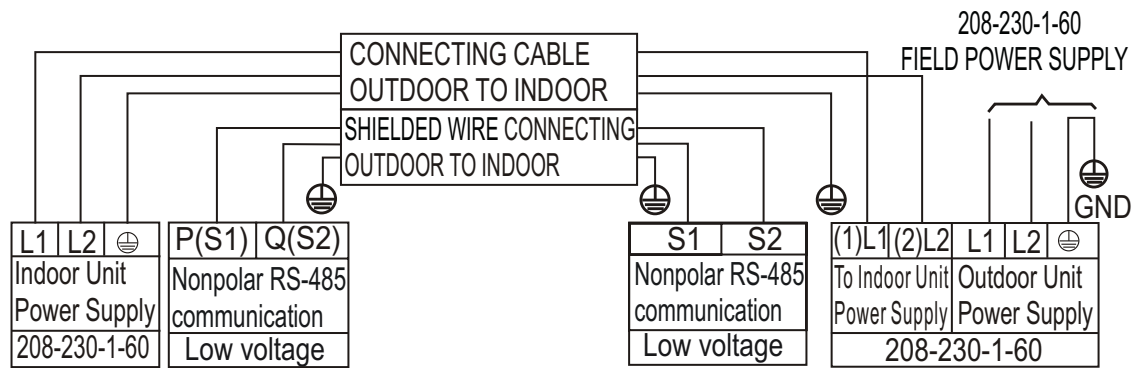 208-230-1-60
FIELD POWER SUPPLY
CONNECTING CABLE
OUTDOOR TO INDOOR
SHIELDED WIRE CONNECTING
OUTDOOR TO INDOOR
GND
L1 L2
Indoor Unit
Power Supply
208-230-1-60
P(S1) Q(S2)
Nonpolar RS-485
communication
Low voltage
S1 S2
Nonpolar RS-485
communication
Low voltage
(1)L1 (2)L2 L1 L2
To Indoor Unit
Power Supply
Outdoor Unit
Power Supply
208-230-1-60